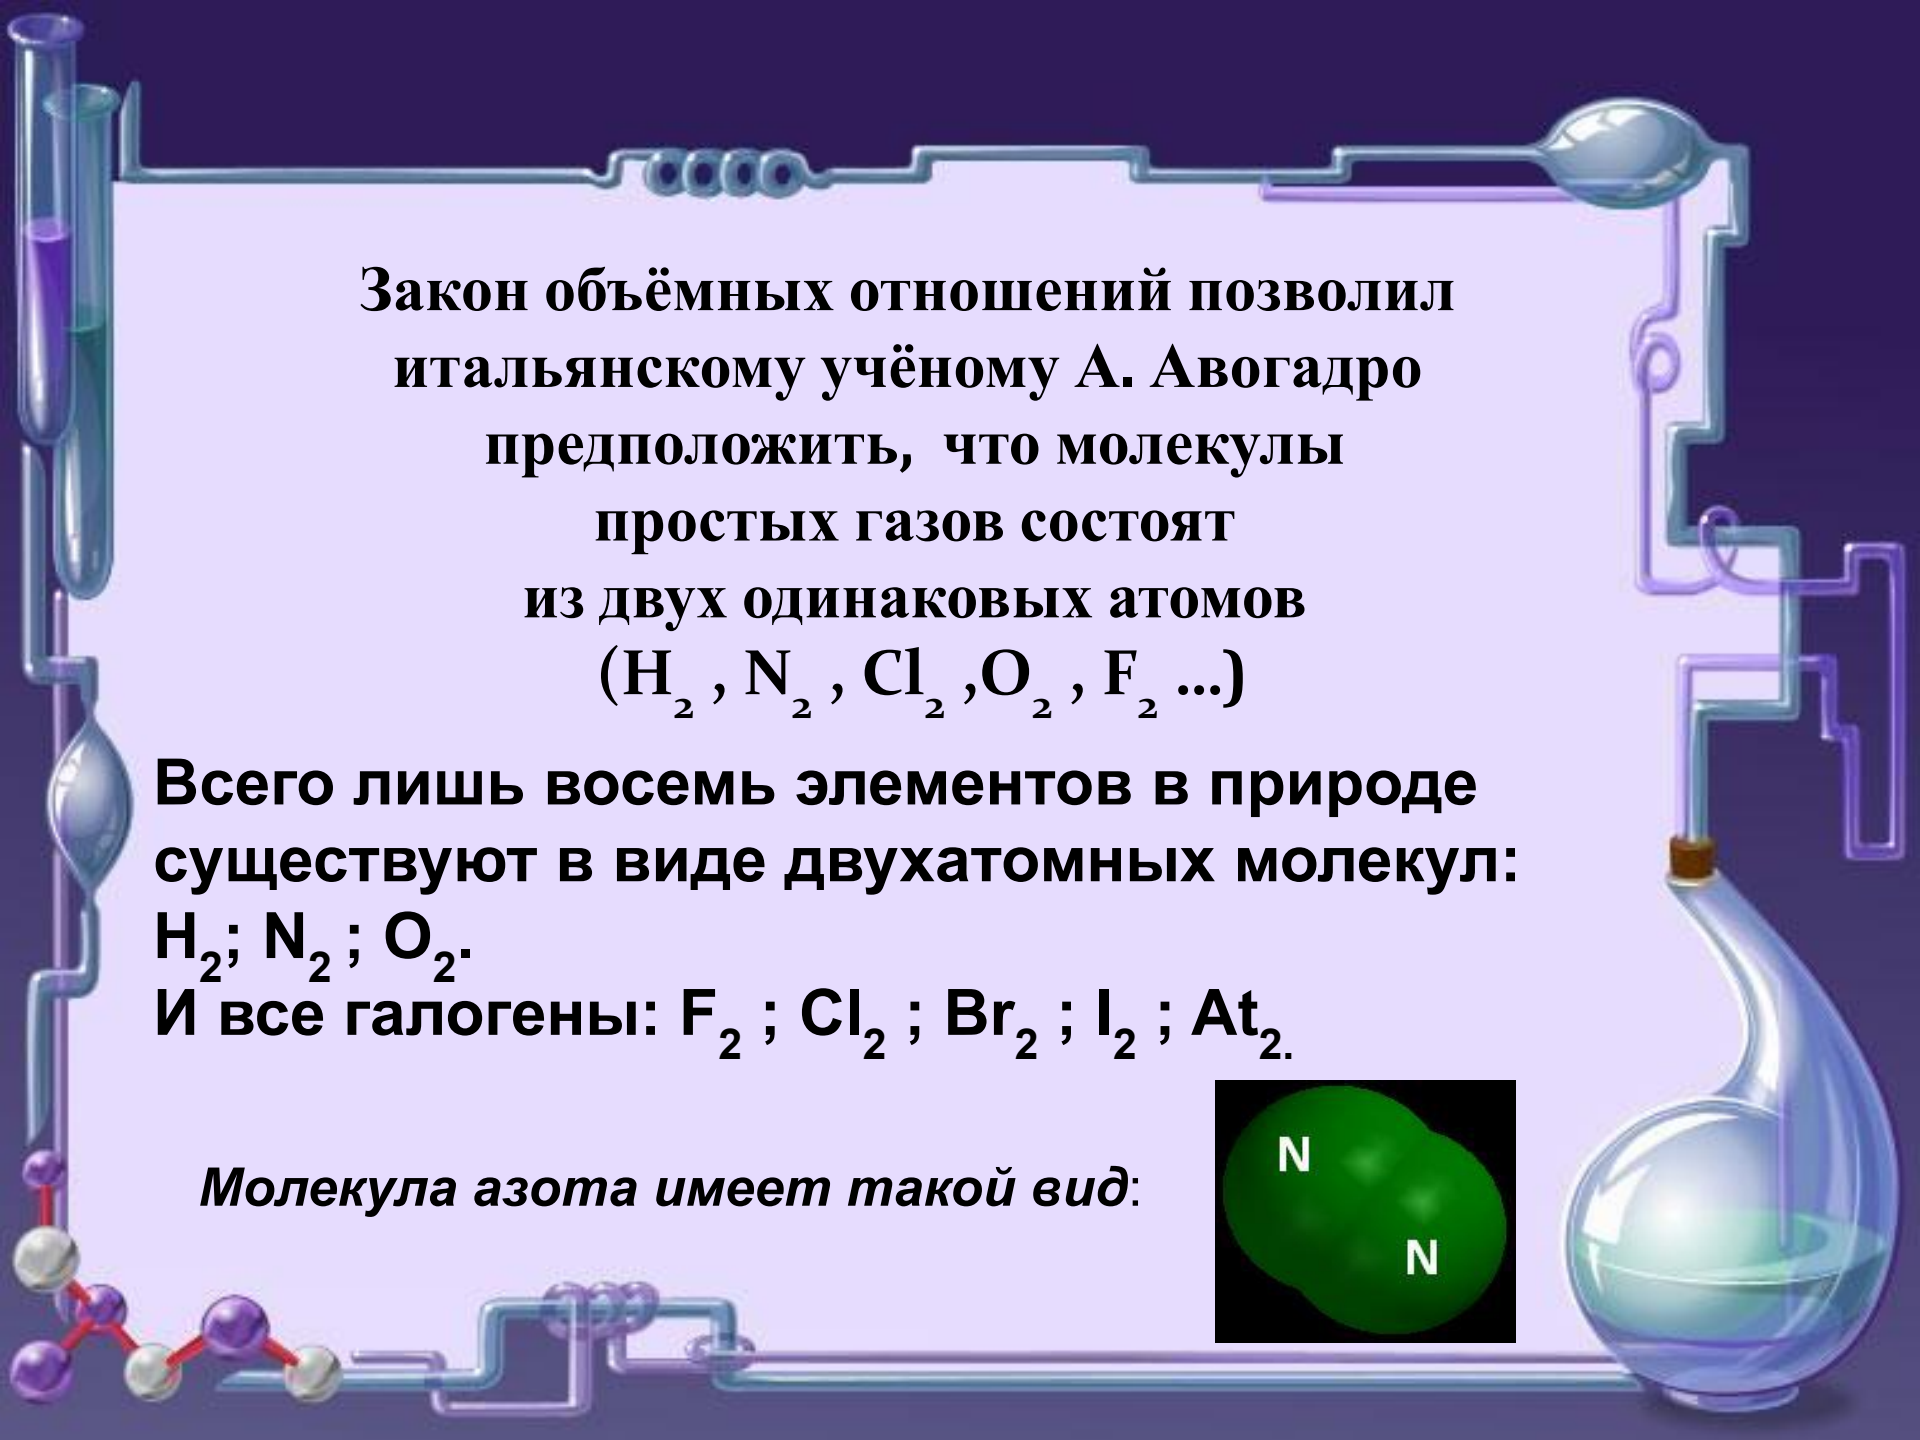 Закон объёмных отношений позволил
итальянскому учёному А. Авогадро
предположить,  что молекулы
простых газов состоят
из двух одинаковых атомов
(H₂ , N₂ , Cl₂ ,O₂ , F₂ ...)
Всего лишь восемь элементов в природе
существуют в виде двухатомных молекул:
H₂; N₂ ; O₂.
И все галогены: F₂ ; Cl₂ ; Br₂ ; I₂ ; At₂.
Молекула азота имеет такой вид:
N
N